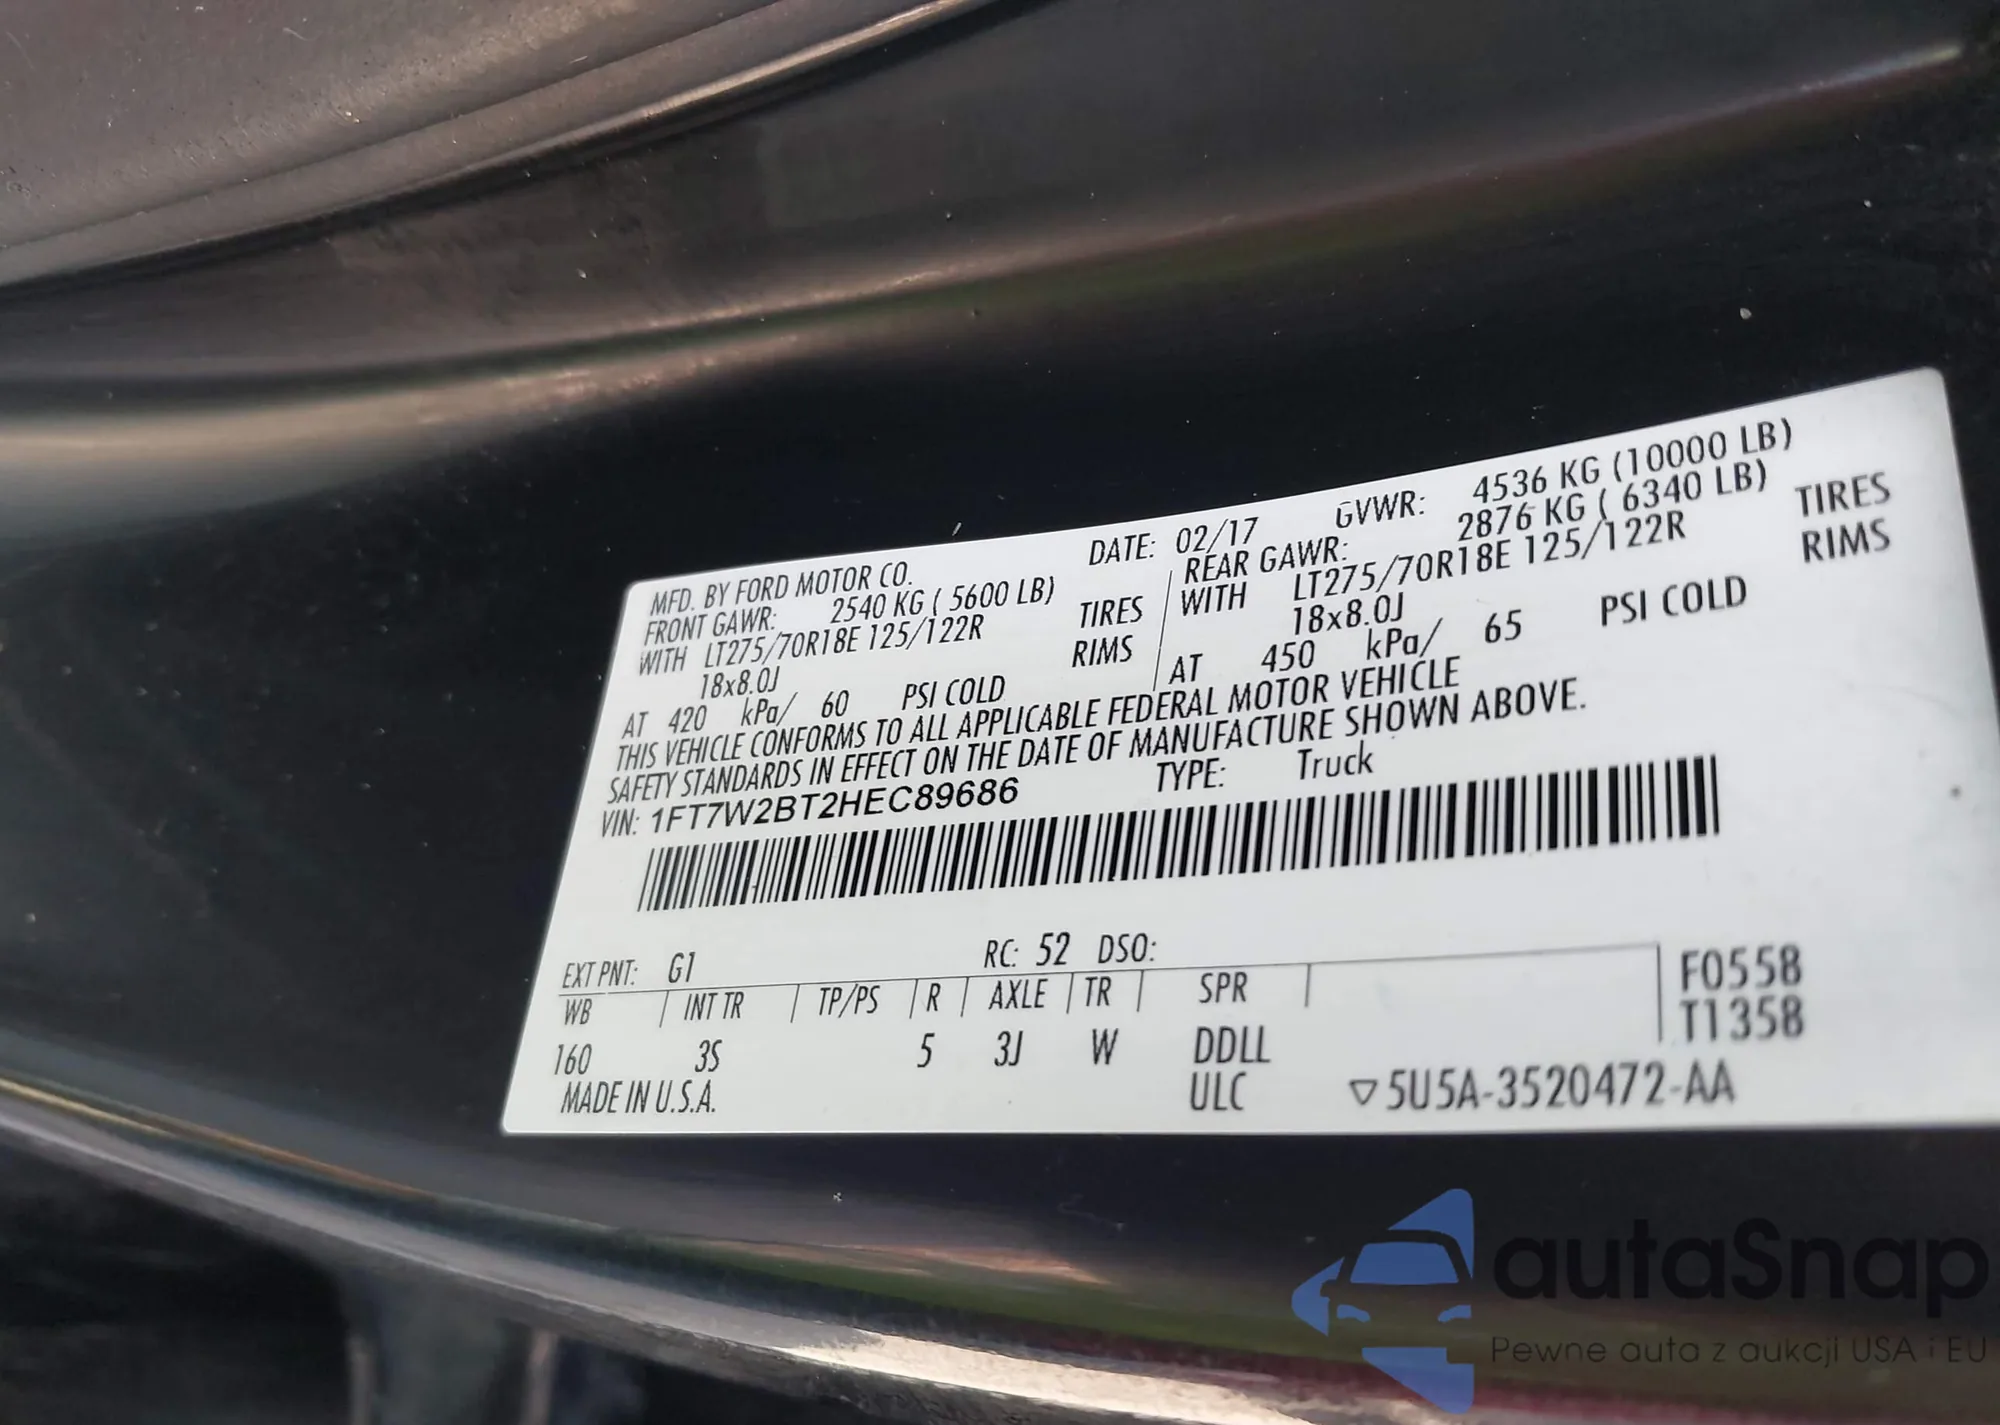 MFD. BY FORD MOTOR CO. DATE: 02/17 GVWR: 4536 KG (10000 LB)
FRONT GAWR: 2540 KG ( 5600 LB) REAR GAWR: 2876 KG ( 6340 LB)
WITH LT275/70R18E 125/122R TIRES WITH LT275/70R18E 125/122R TIRES
18x8.0J RIMS 18x8.0J RIMS
AT 420 kPa/ 60 PSI COLD AT 450 kPa/ 65 PSI COLD
THIS VEHICLE CONFORMS TO ALL APPLICABLE FEDERAL MOTOR VEHICLE
SAFETY STANDARDS IN EFFECT ON THE DATE OF MANUFACTURE SHOWN ABOVE.
VIN: 1FT7W2BT2HEC89686 TYPE: Truck
EXT PNT: G1 RC: 52 DSO:
WB INT TR TP/PS R AXLE TR SPR F0558
T1358
160 3S 5 3J W DDLL
MADE IN U.S.A. ULC ▽5U5A-3520472-AA
autaSnap
Pewne auta z aukcji USA i EU